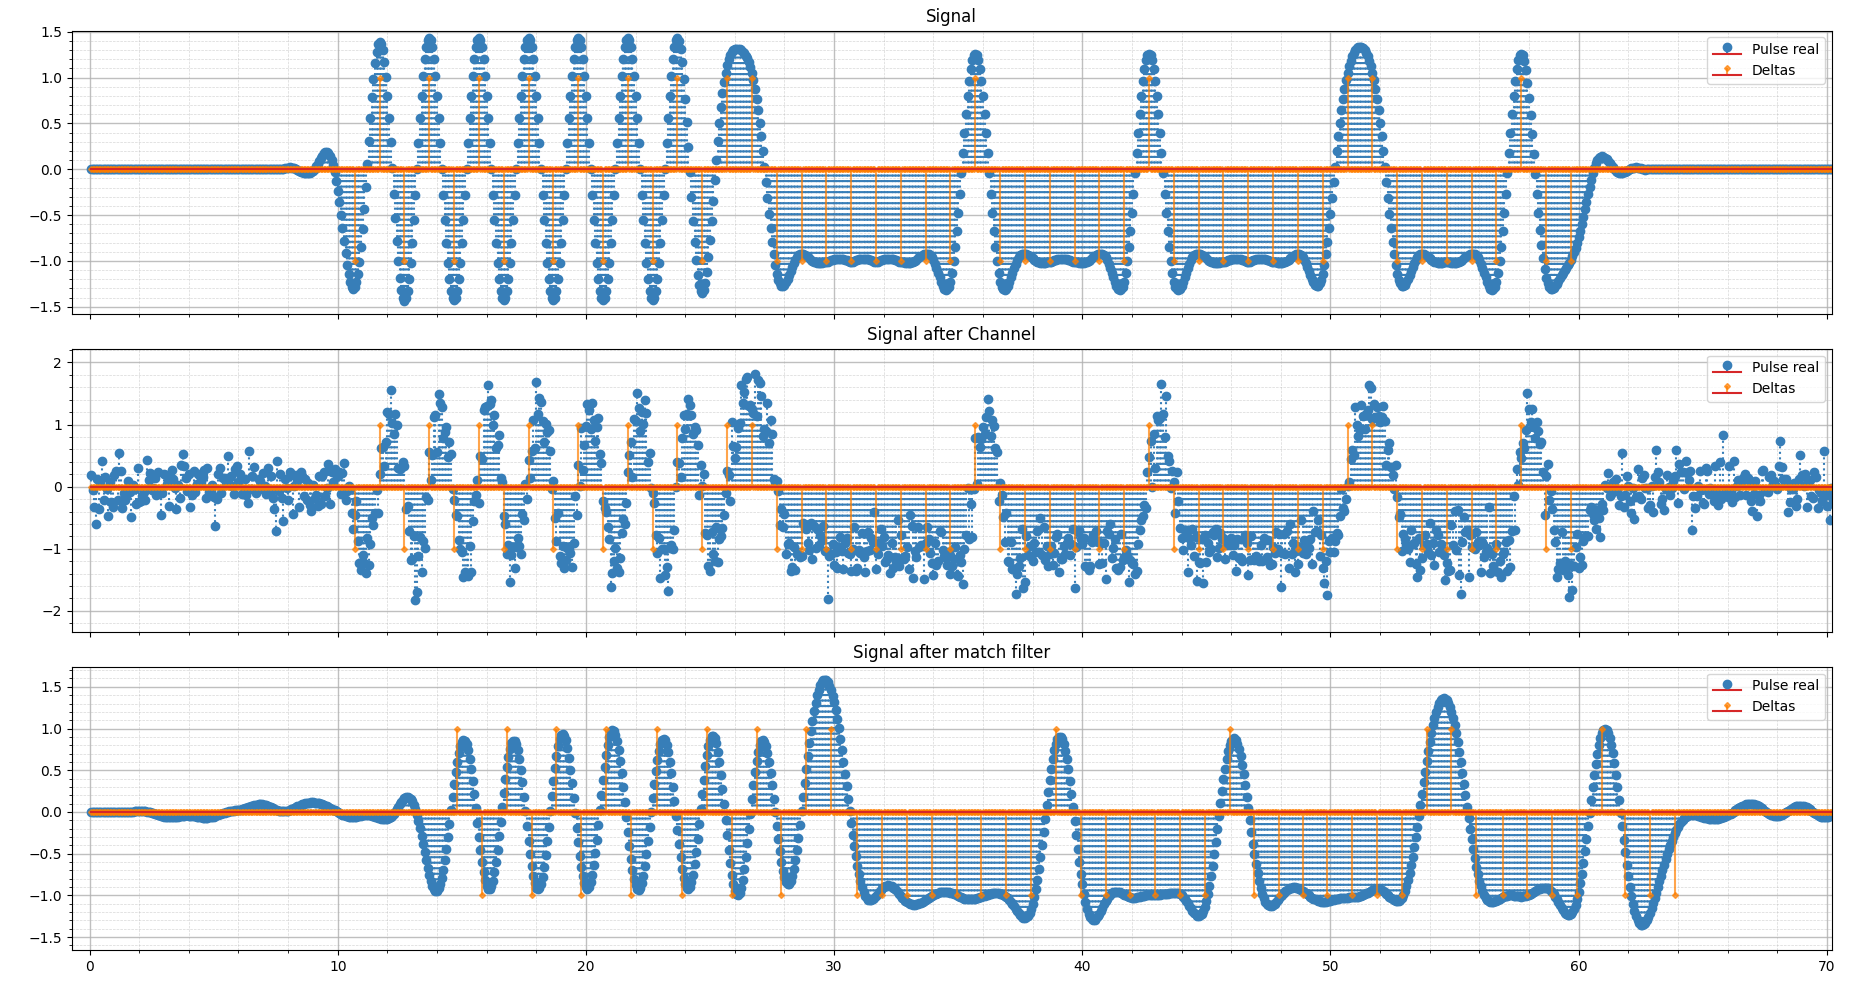 Signal
1.5
1.0
0.5
0.0
−0.5
−1.0
−1.5
Pulse real
Deltas
Signal after Channel
2
1
0
−1
−2
Pulse real
Deltas
Signal after match filter
1.5
1.0
0.5
0.0
−0.5
−1.0
−1.5
Pulse real
Deltas
0 10 20 30 40 50 60 70